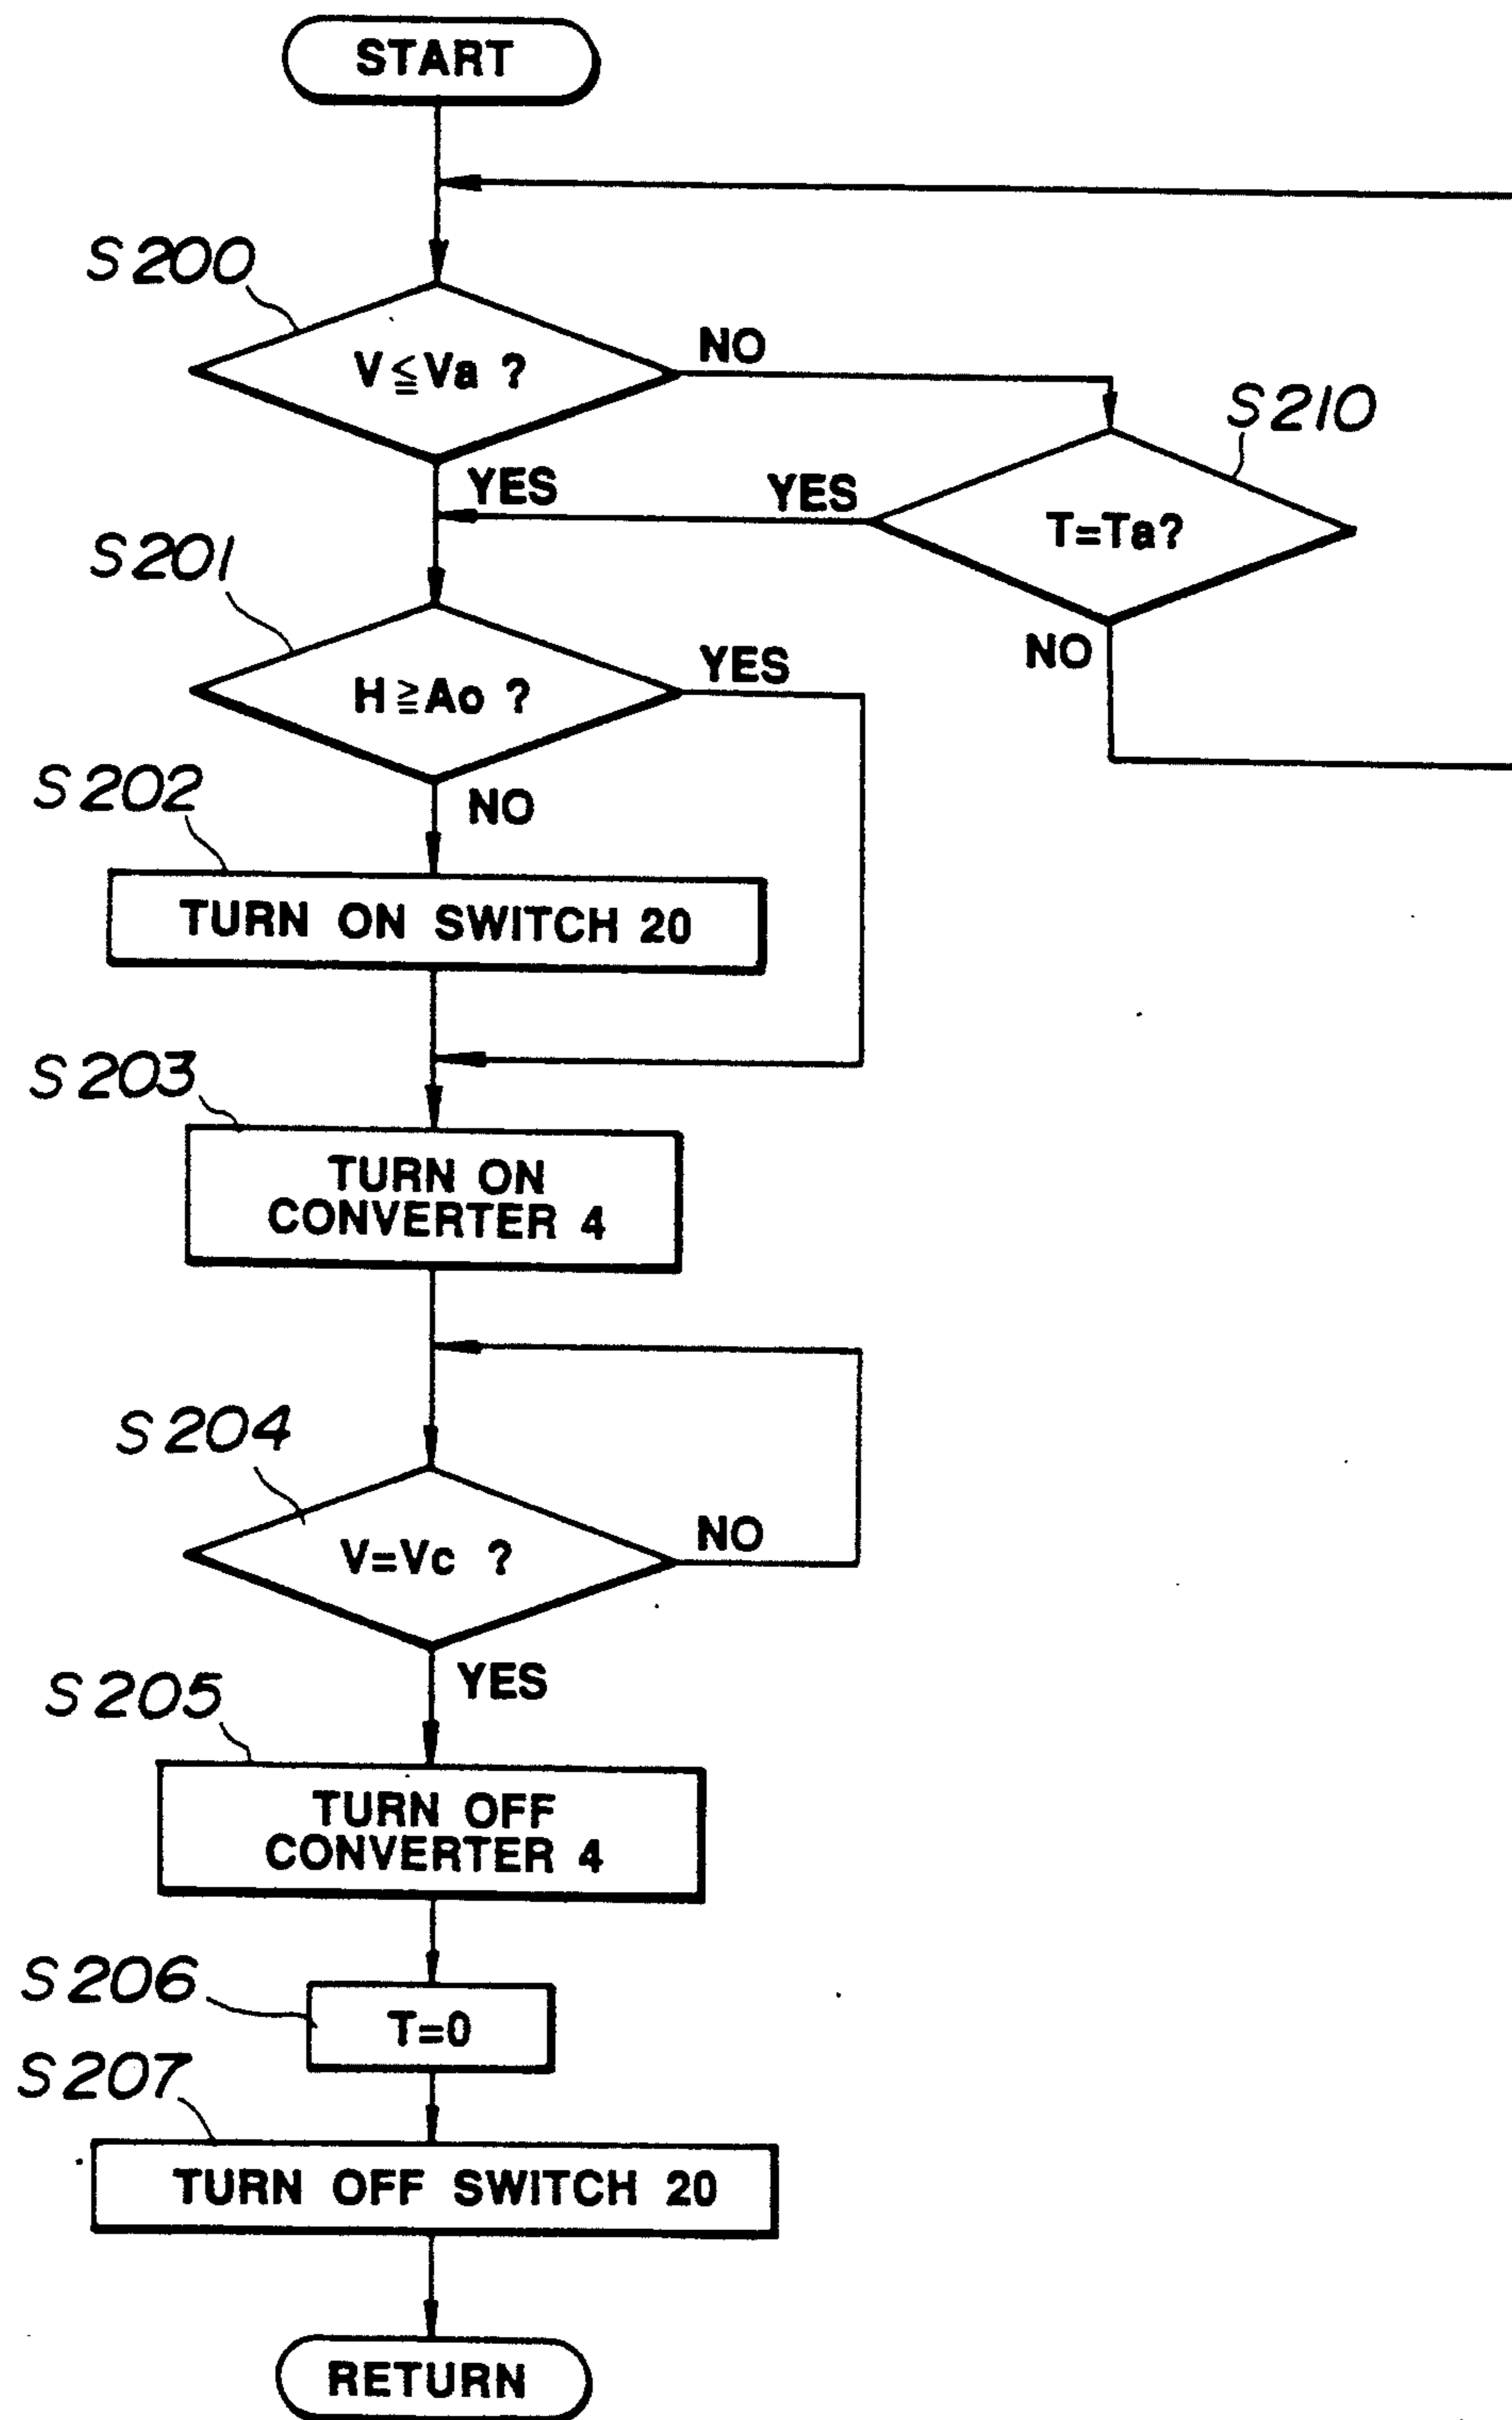 START
S200
V≦Va ?
NO
S210
YES
YES
T=Ta?
S201
NO
H≧Ao ?
YES
S202
NO
TURN ON SWITCH 20
S203
TURN ON
CONVERTER 4
S204
V=Vc ?
NO
S205
YES
TURN OFF
CONVERTER 4
S206
T=0
S207
TURN OFF SWITCH 20
RETURN